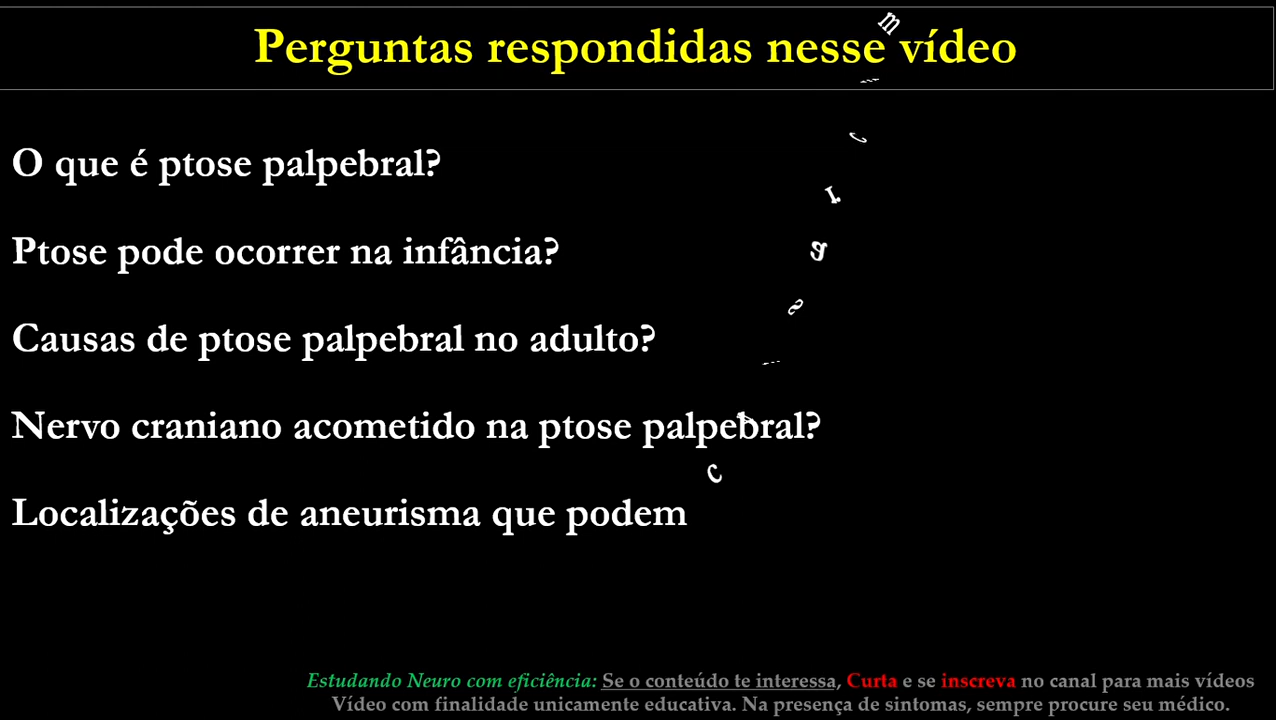 Perguntas respondidas nesse vídeo
O que é ptose palpebral?
Ptose pode ocorrer na infância?
Causas de ptose palpebral no adulto?
Nervo craniano acometido na ptose palpebral?
Localizações de aneurisma que podem
Estudando Neuro com eficiência: Se o conteúdo te interessa, Curta e se inscreva no canal para mais vídeos
Vídeo com finalidade unicamente educativa. Na presença de sintomas, sempre procure seu médico.